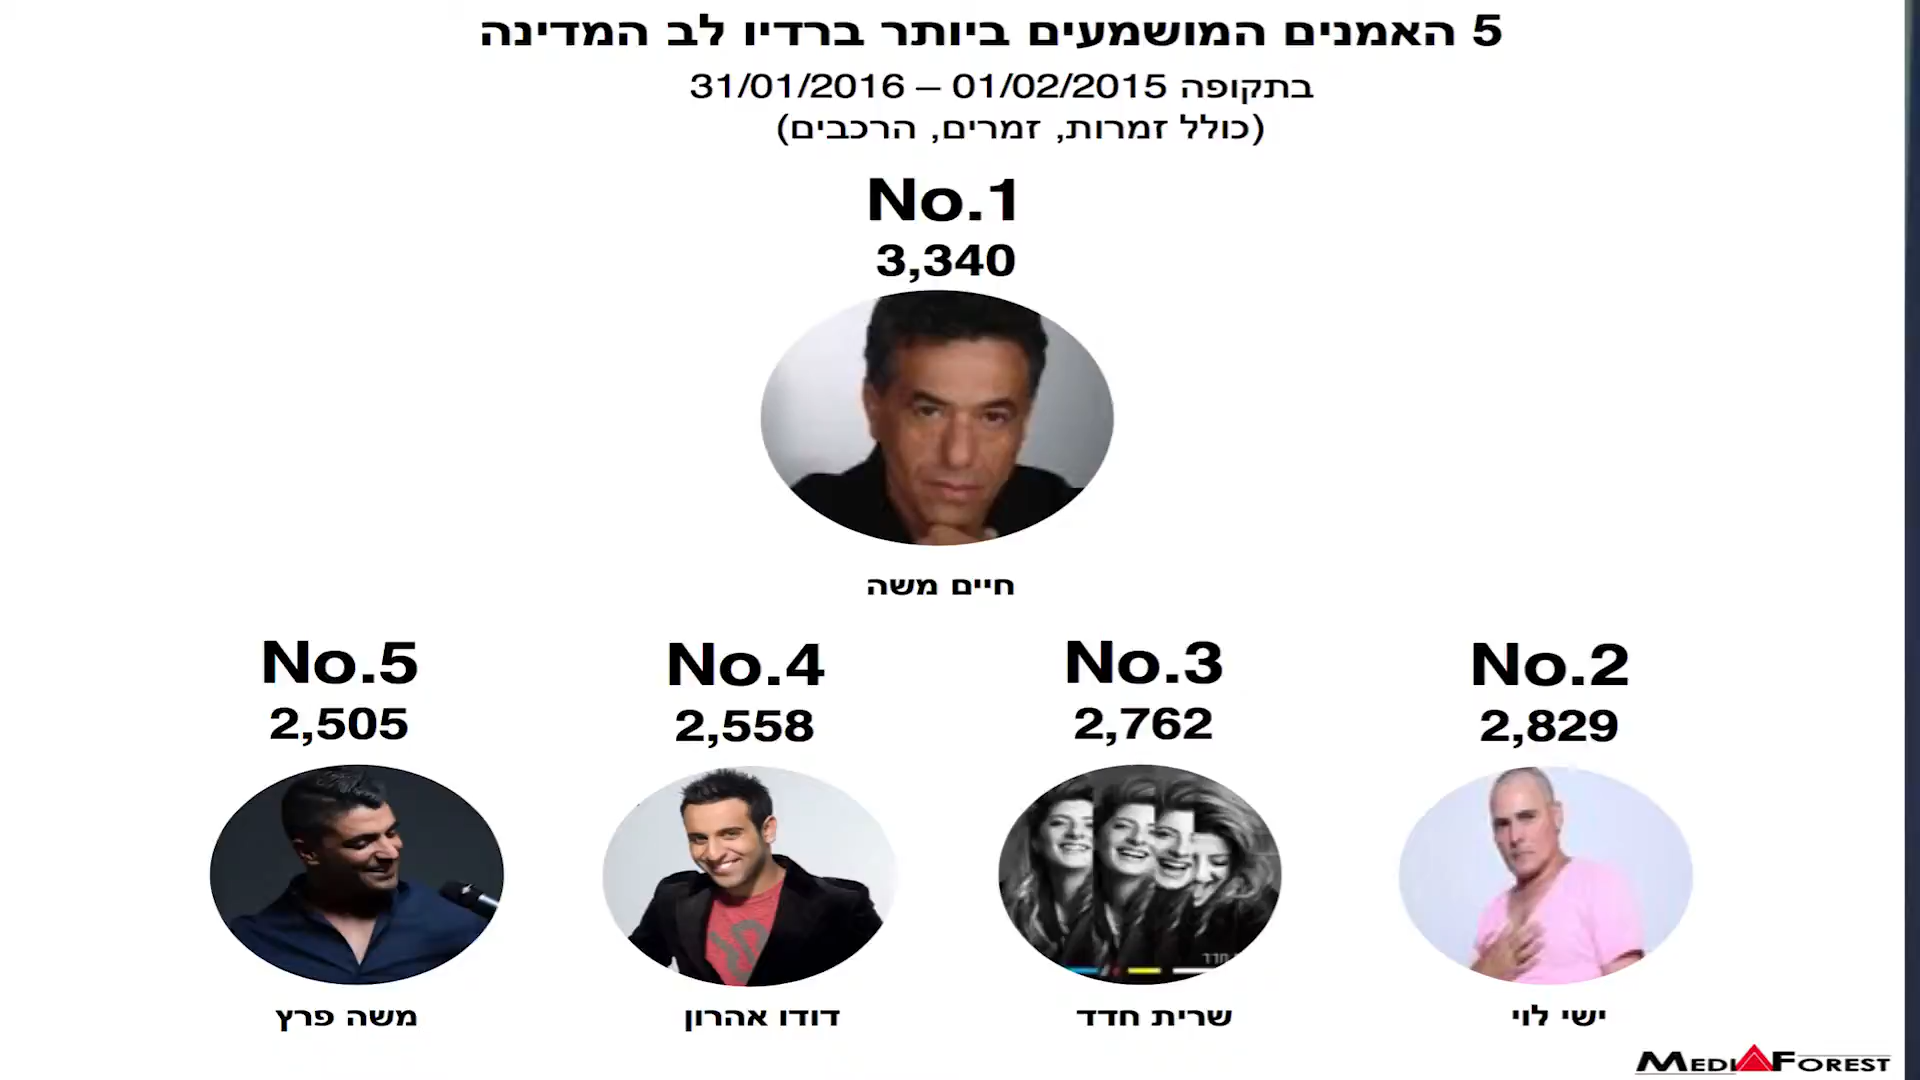 5 האמנים המושמעים ביותר ברדיו לב המדינה
בתקופה 01/02/2015 – 31/01/2016
(כולל זמרות, זמרים, הרכבים)
No.1
3,340
חיים משה
No.2
2,829
ישי לוי
No.3
2,762
חדד
שרית חדד
No.4
2,558
דודו אהרון
No.5
2,505
משה פרץ
MEDIAFOREST